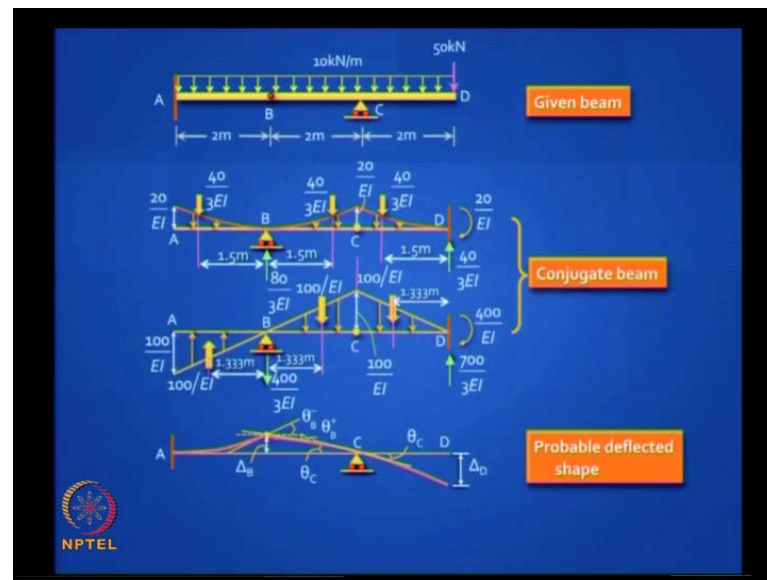 50kN
10kN/m
A B C D
2m 2m 2m
Given beam
20/EI 40/3EI 40/3EI 20/EI 40/3EI 20/EI
A B C D
1.5m 1.5m 1.5m
80/3EI 40/3EI
Conjugate beam
100/EI 100/EI 1.333m
A B C D
400/EI
100/EI 1.333m 1.333m
100/EI 400/3EI 100/EI 700/3EI
θB- θB+
A C θC D
ΔB θC ΔD
Probable deflected
shape
NPTEL